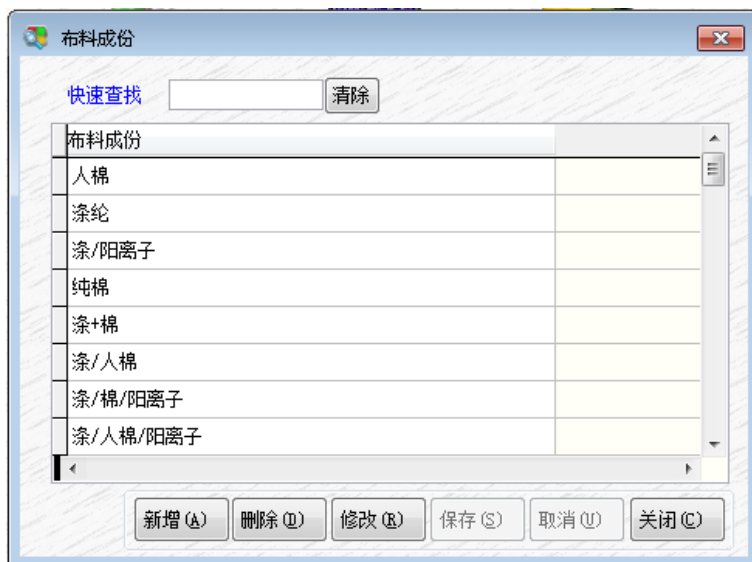 布料成份
快速查找 清除
布料成份
人棉
涤纶
涤/阳离子
纯棉
涤+棉
涤/人棉
涤/棉/阳离子
涤/人棉/阳离子
新增(A) 删除(D) 修改(R) 保存(S) 取消(U) 关闭(C)